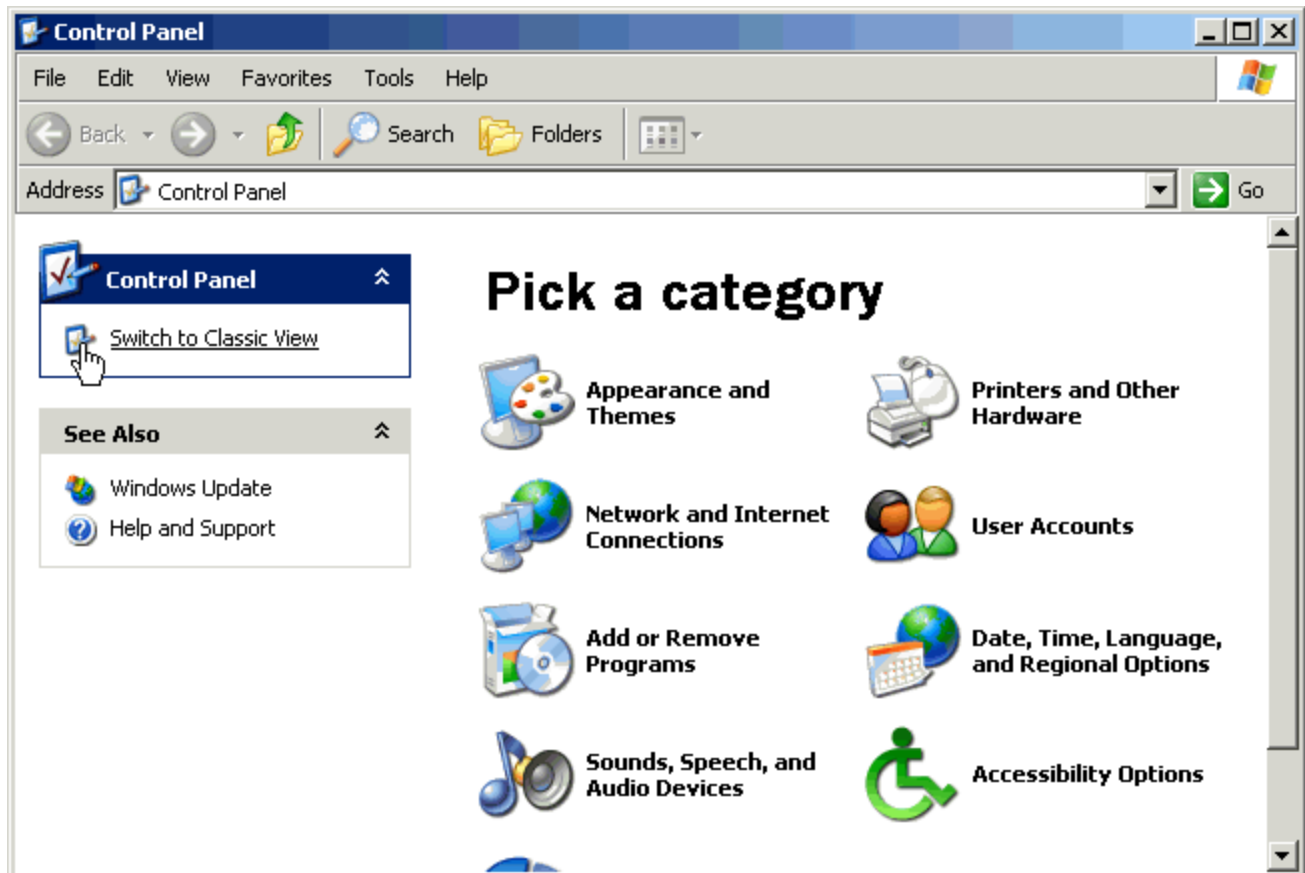 Control Panel
File Edit View Favorites Tools Help
Back Search Folders
Address Control Panel Go
Control Panel
Switch to Classic View
See Also
Windows Update
Help and Support
Pick a category
Appearance and
Themes
Printers and Other
Hardware
Network and Internet
Connections
User Accounts
Add or Remove
Programs
Date, Time, Language,
and Regional Options
Sounds, Speech, and
Audio Devices
Accessibility Options